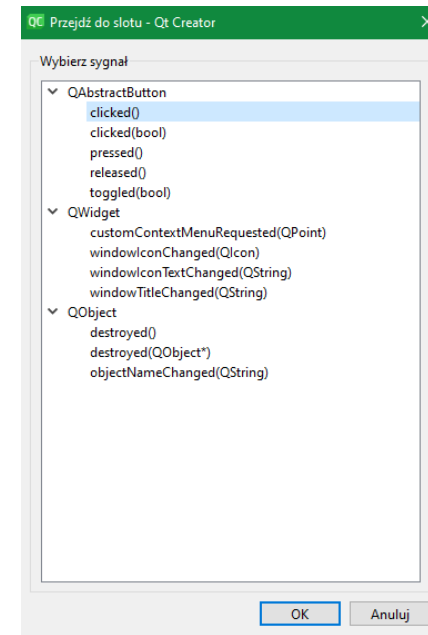 QC Przejdź do slotu - Qt Creator
Wybierz sygnał
QAbstractButton
clicked()
clicked(bool)
pressed()
released()
toggled(bool)
QWidget
customContextMenuRequested(QPoint)
windowIconChanged(QIcon)
windowIconTextChanged(QString)
windowTitleChanged(QString)
QObject
destroyed()
destroyed(QObject*)
objectNameChanged(QString)
OK Anuluj